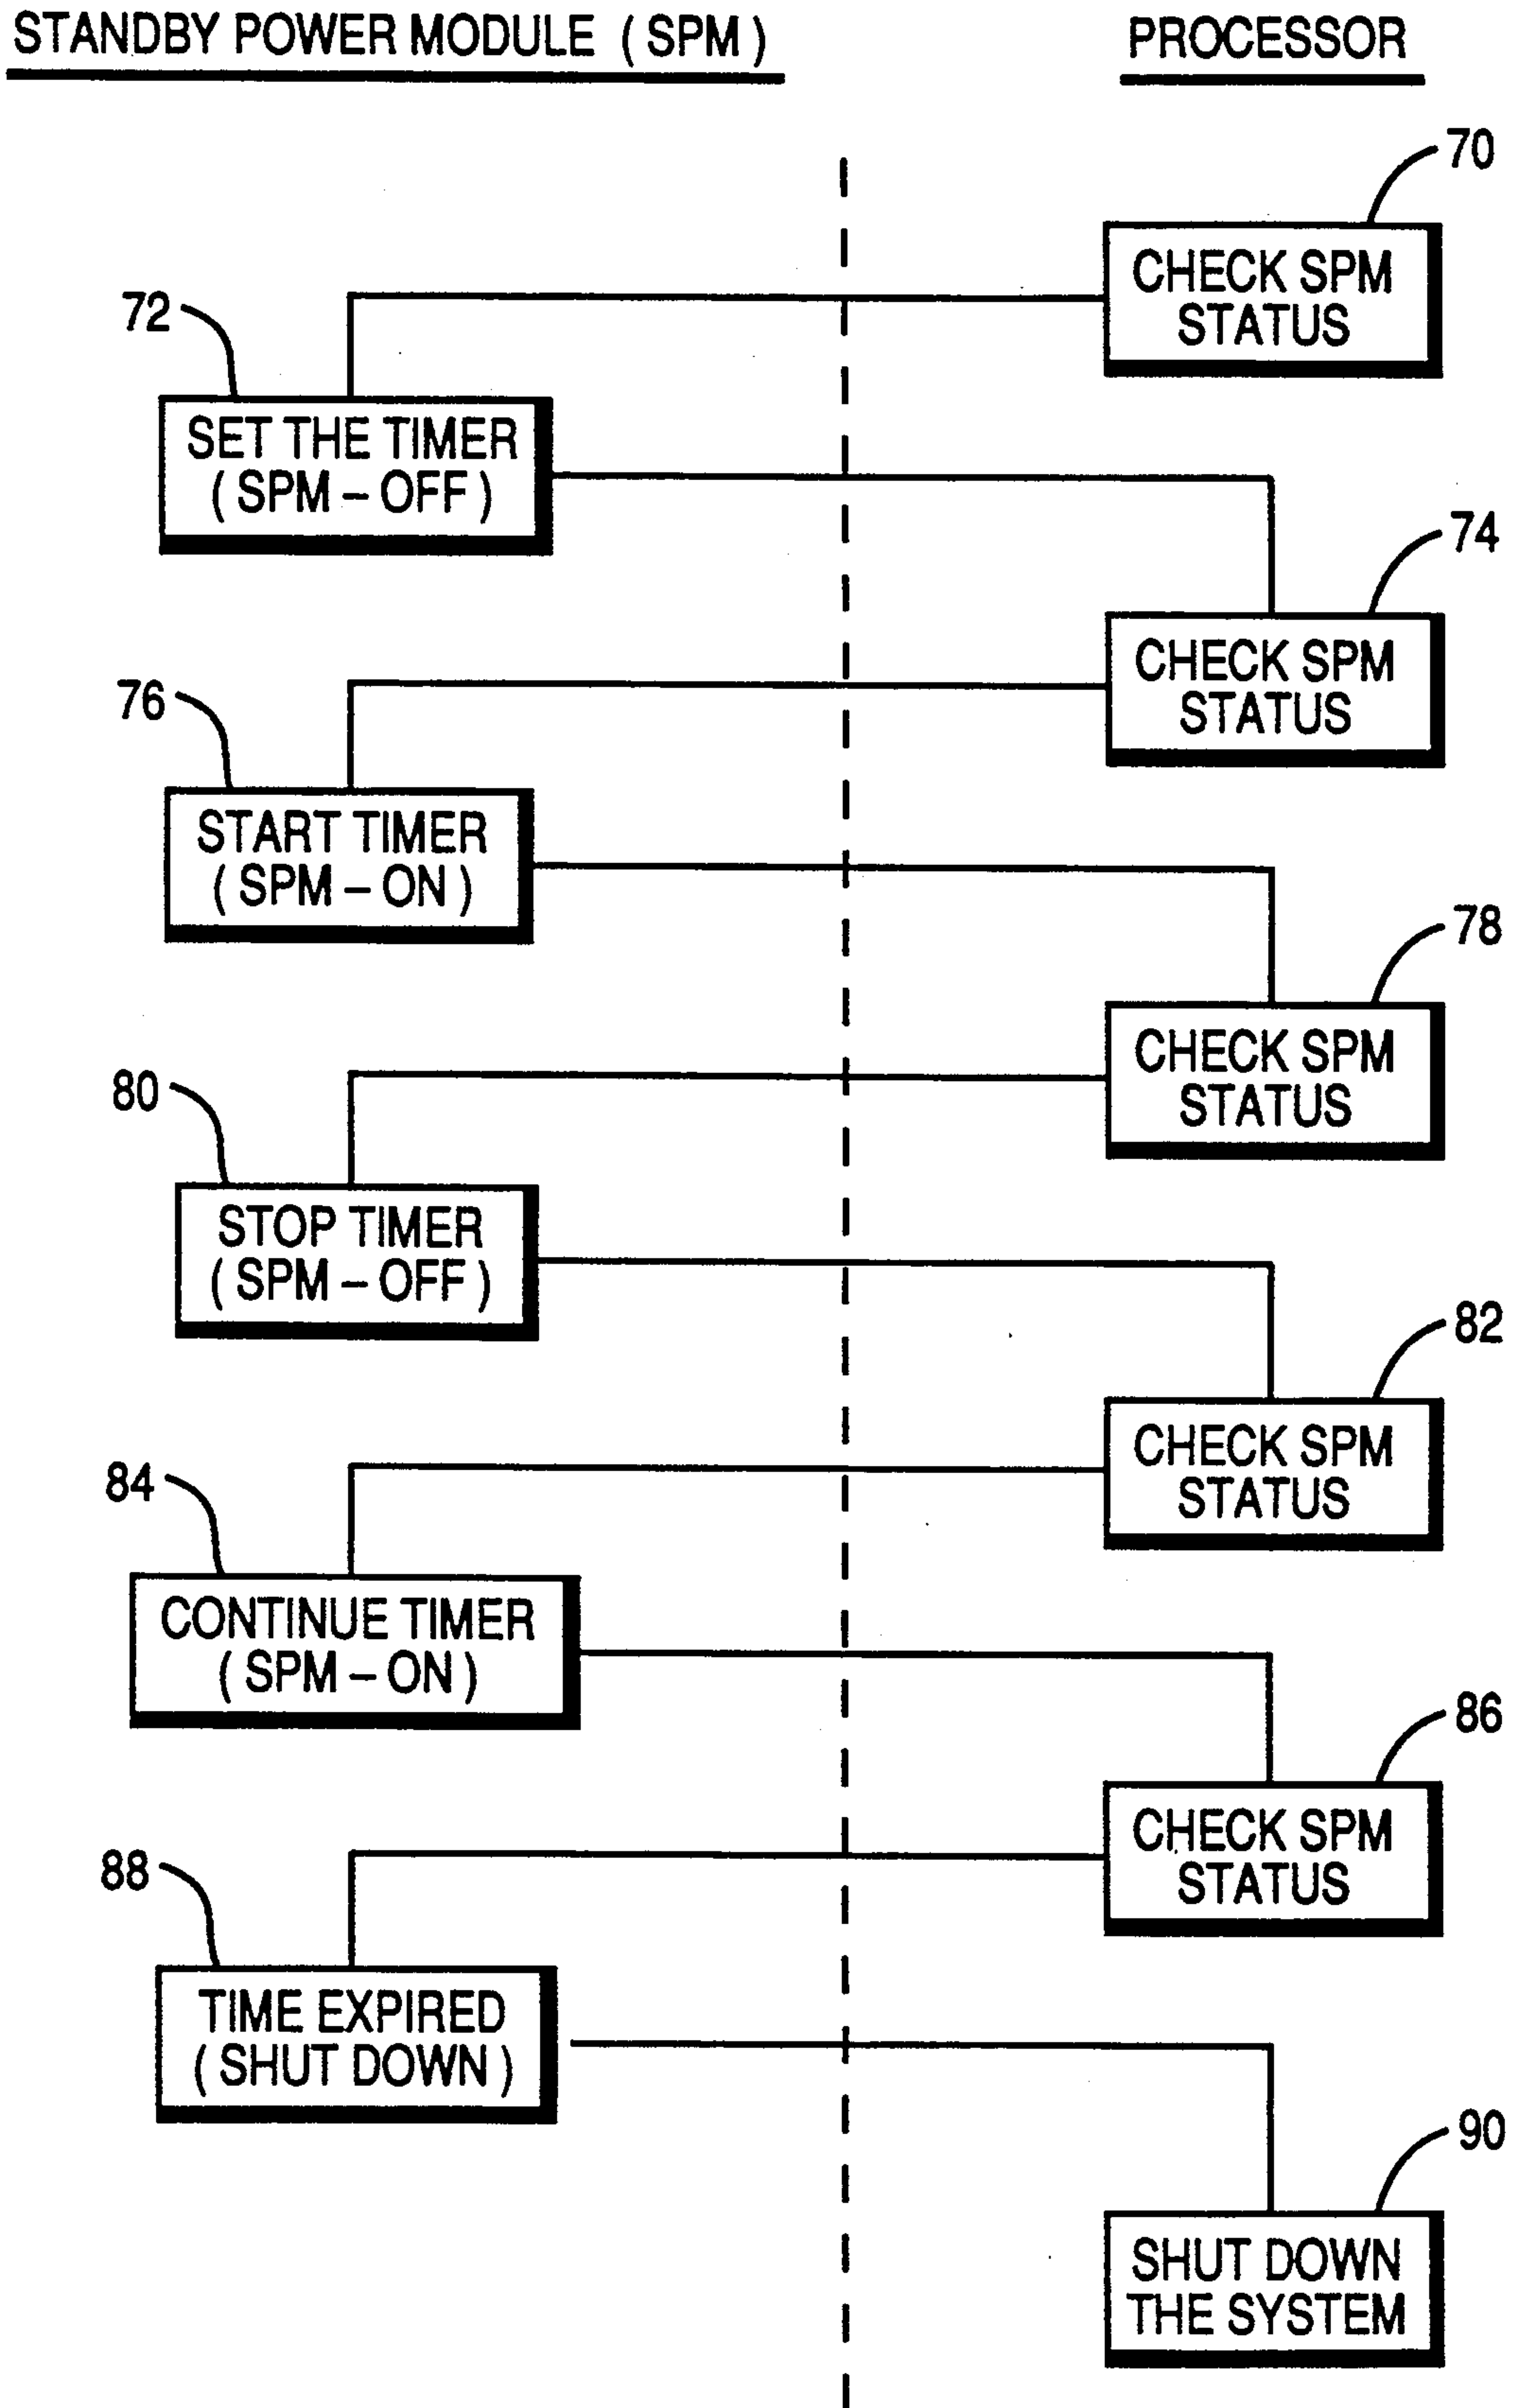 STANDBY POWER MODULE ( SPM )
PROCESSOR
70
CHECK SPM
STATUS
72
SET THE TIMER
( SPM – OFF )
74
CHECK SPM
STATUS
76
START TIMER
( SPM – ON )
78
CHECK SPM
STATUS
80
STOP TIMER
( SPM – OFF )
82
CHECK SPM
STATUS
84
CONTINUE TIMER
( SPM – ON )
86
CHECK SPM
STATUS
88
TIME EXPIRED
( SHUT DOWN )
90
SHUT DOWN
THE SYSTEM